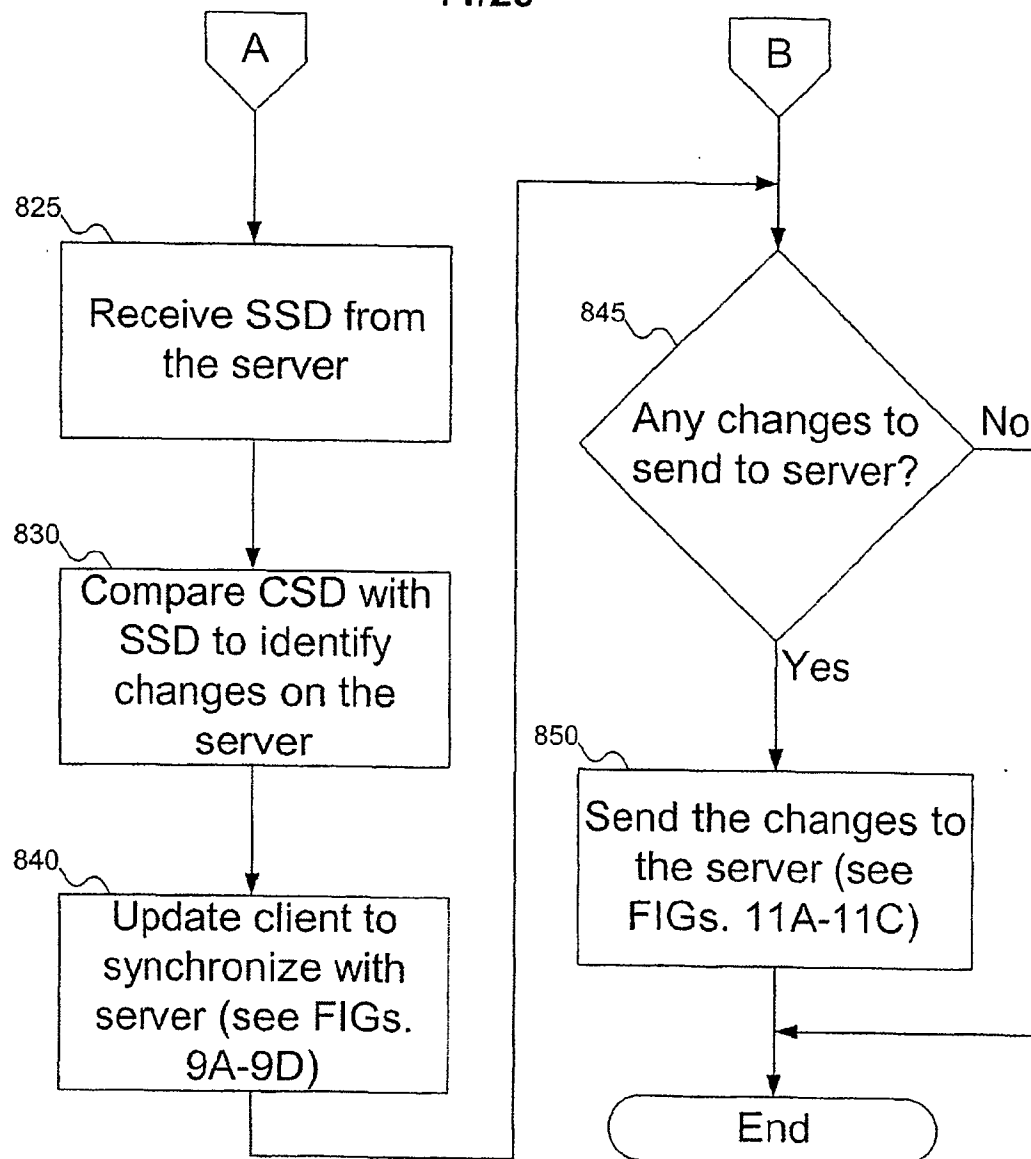 A
825
Receive SSD from
the server
830
Compare CSD with
SSD to identify
changes on the
server
840
Update client to
synchronize with
server (see FIGs.
9A-9D)
B
845
Any changes to
send to server?
No
Yes
850
Send the changes to
the server (see
FIGs. 11A-11C)
End